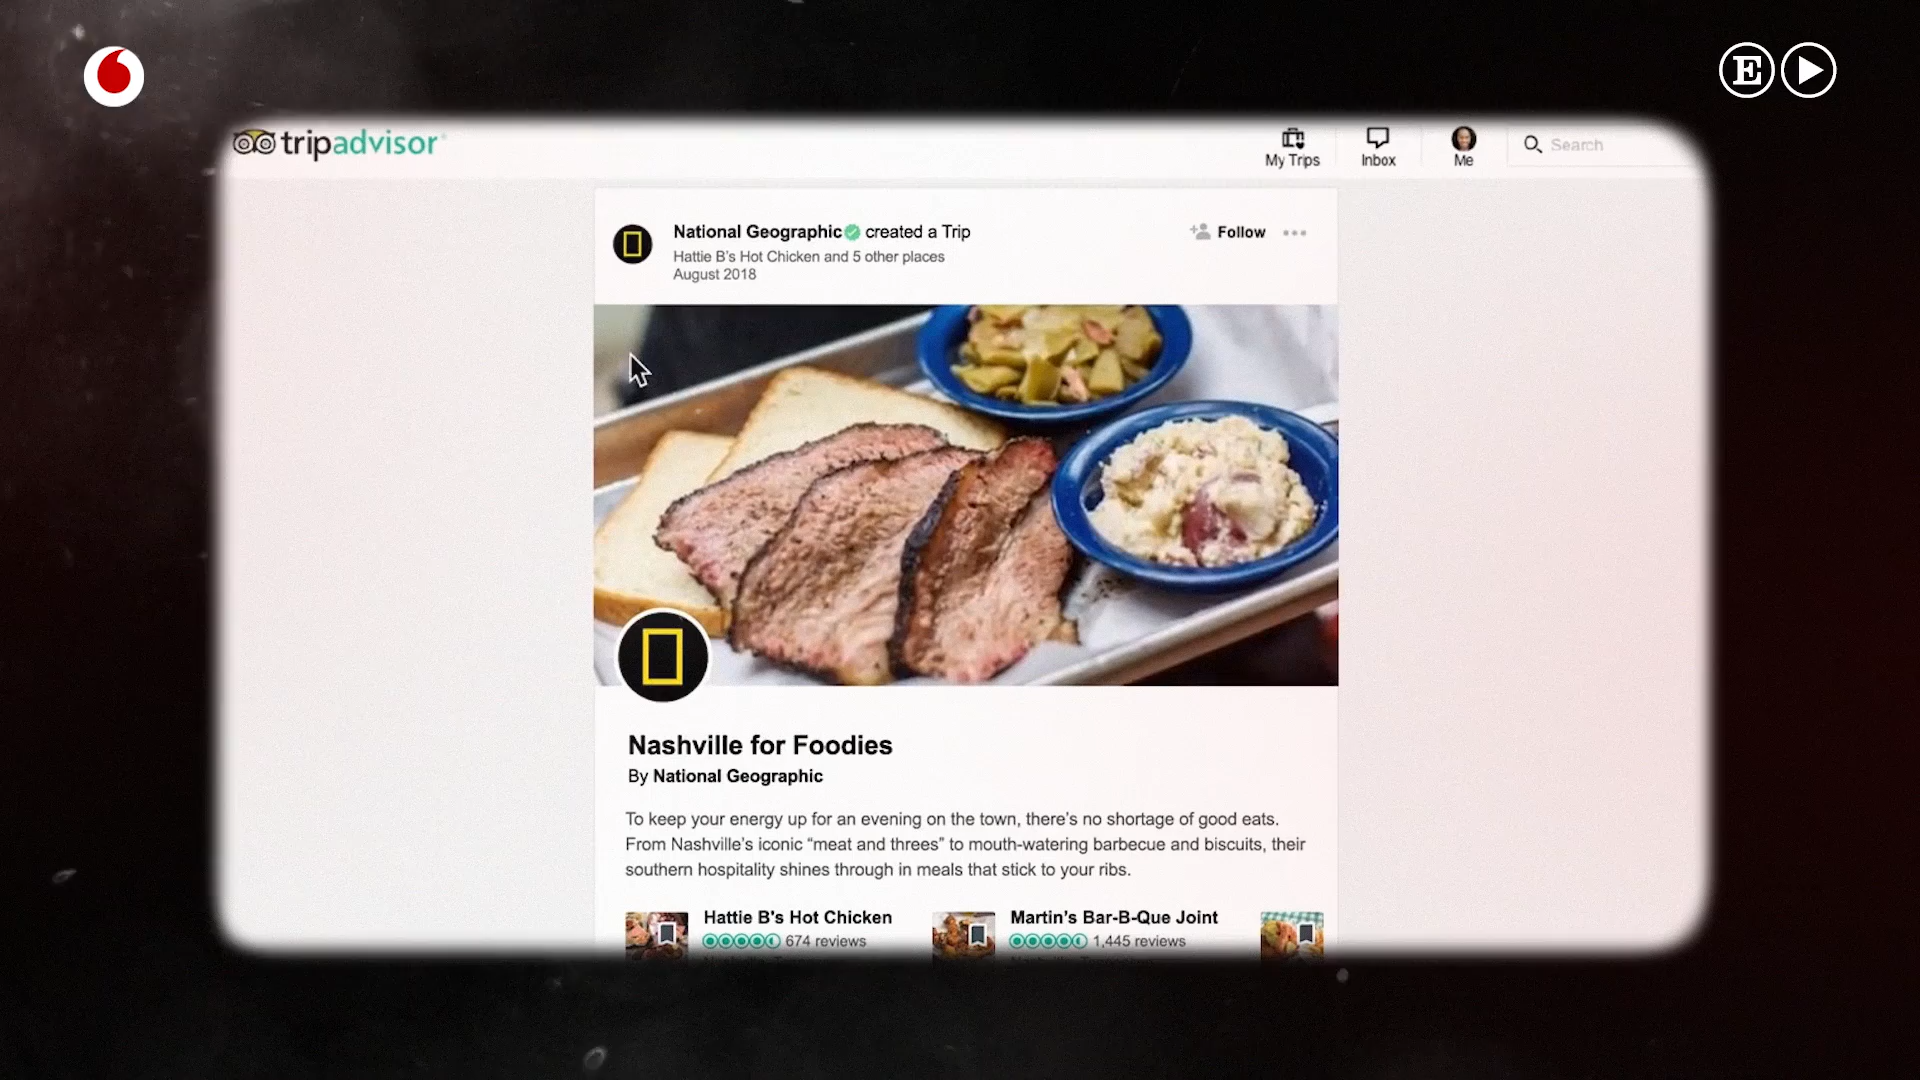 E
tripadvisor
My Trips
Inbox
Me
Search
National Geographic created a Trip
Follow
Hattie B's Hot Chicken and 5 other places
August 2018
Nashville for Foodies
By National Geographic
To keep your energy up for an evening on the town, there's no shortage of good eats.
From Nashville's iconic “meat and threes” to mouth-watering barbecue and biscuits, their
southern hospitality shines through in meals that stick to your ribs.
Hattie B's Hot Chicken
674 reviews
Martin's Bar-B-Que Joint
1,445 reviews